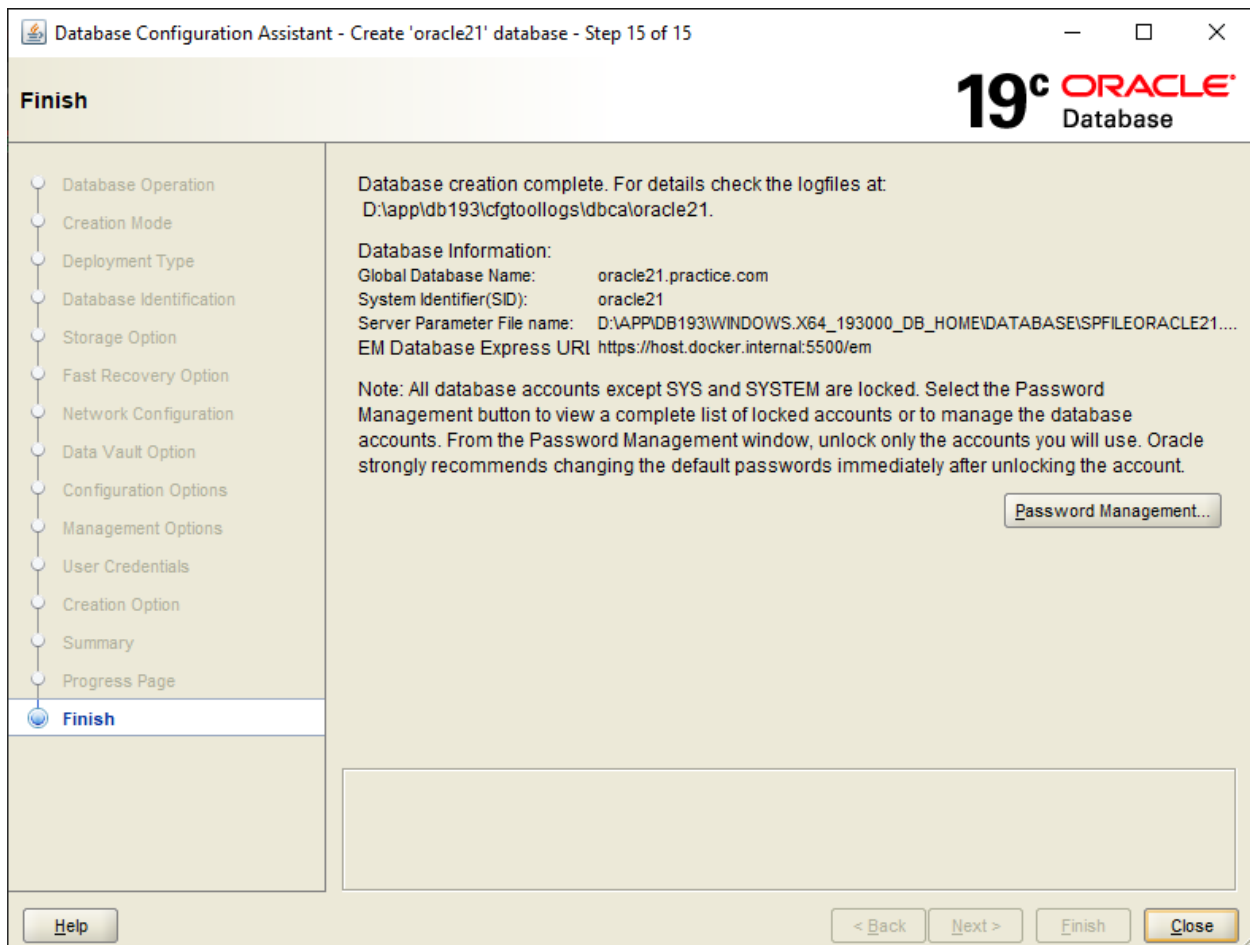 Database Configuration Assistant - Create 'oracle21' database - Step 15 of 15
Finish
19c ORACLE Database
Database Operation
Creation Mode
Deployment Type
Database Identification
Storage Option
Fast Recovery Option
Network Configuration
Data Vault Option
Configuration Options
Management Options
User Credentials
Creation Option
Summary
Progress Page
Finish
Database creation complete. For details check the logfiles at:
D:\app\db193\cfgtoollogs\dbca\oracle21.
Database Information:
Global Database Name: oracle21.practice.com
System Identifier(SID): oracle21
Server Parameter File name: D:\APP\DB193\WINDOWS.X64_193000_DB_HOME\DATABASE\SPFILEORACLE21....
EM Database Express URL https://host.docker.internal:5500/em
Note: All database accounts except SYS and SYSTEM are locked. Select the Password
Management button to view a complete list of locked accounts or to manage the database
accounts. From the Password Management window, unlock only the accounts you will use. Oracle
strongly recommends changing the default passwords immediately after unlocking the account.
Password Management...
Help
< Back
Next >
Finish
Close